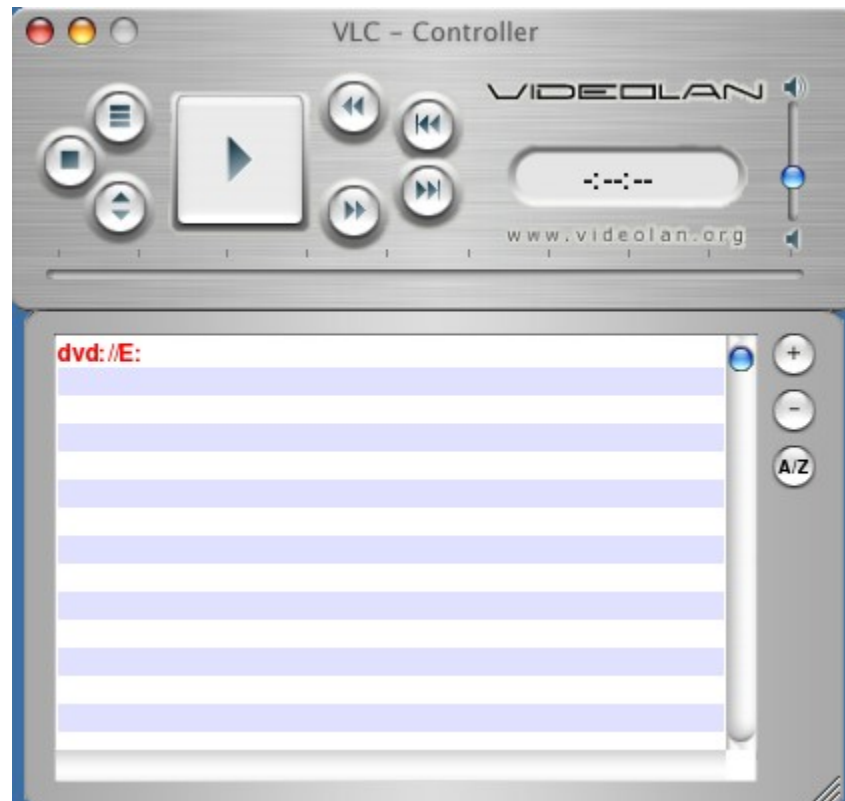 VLC – Controller
VIDEOLAN
-:--:--
www.videolan.org
dvd://E:
+
-
A/Z